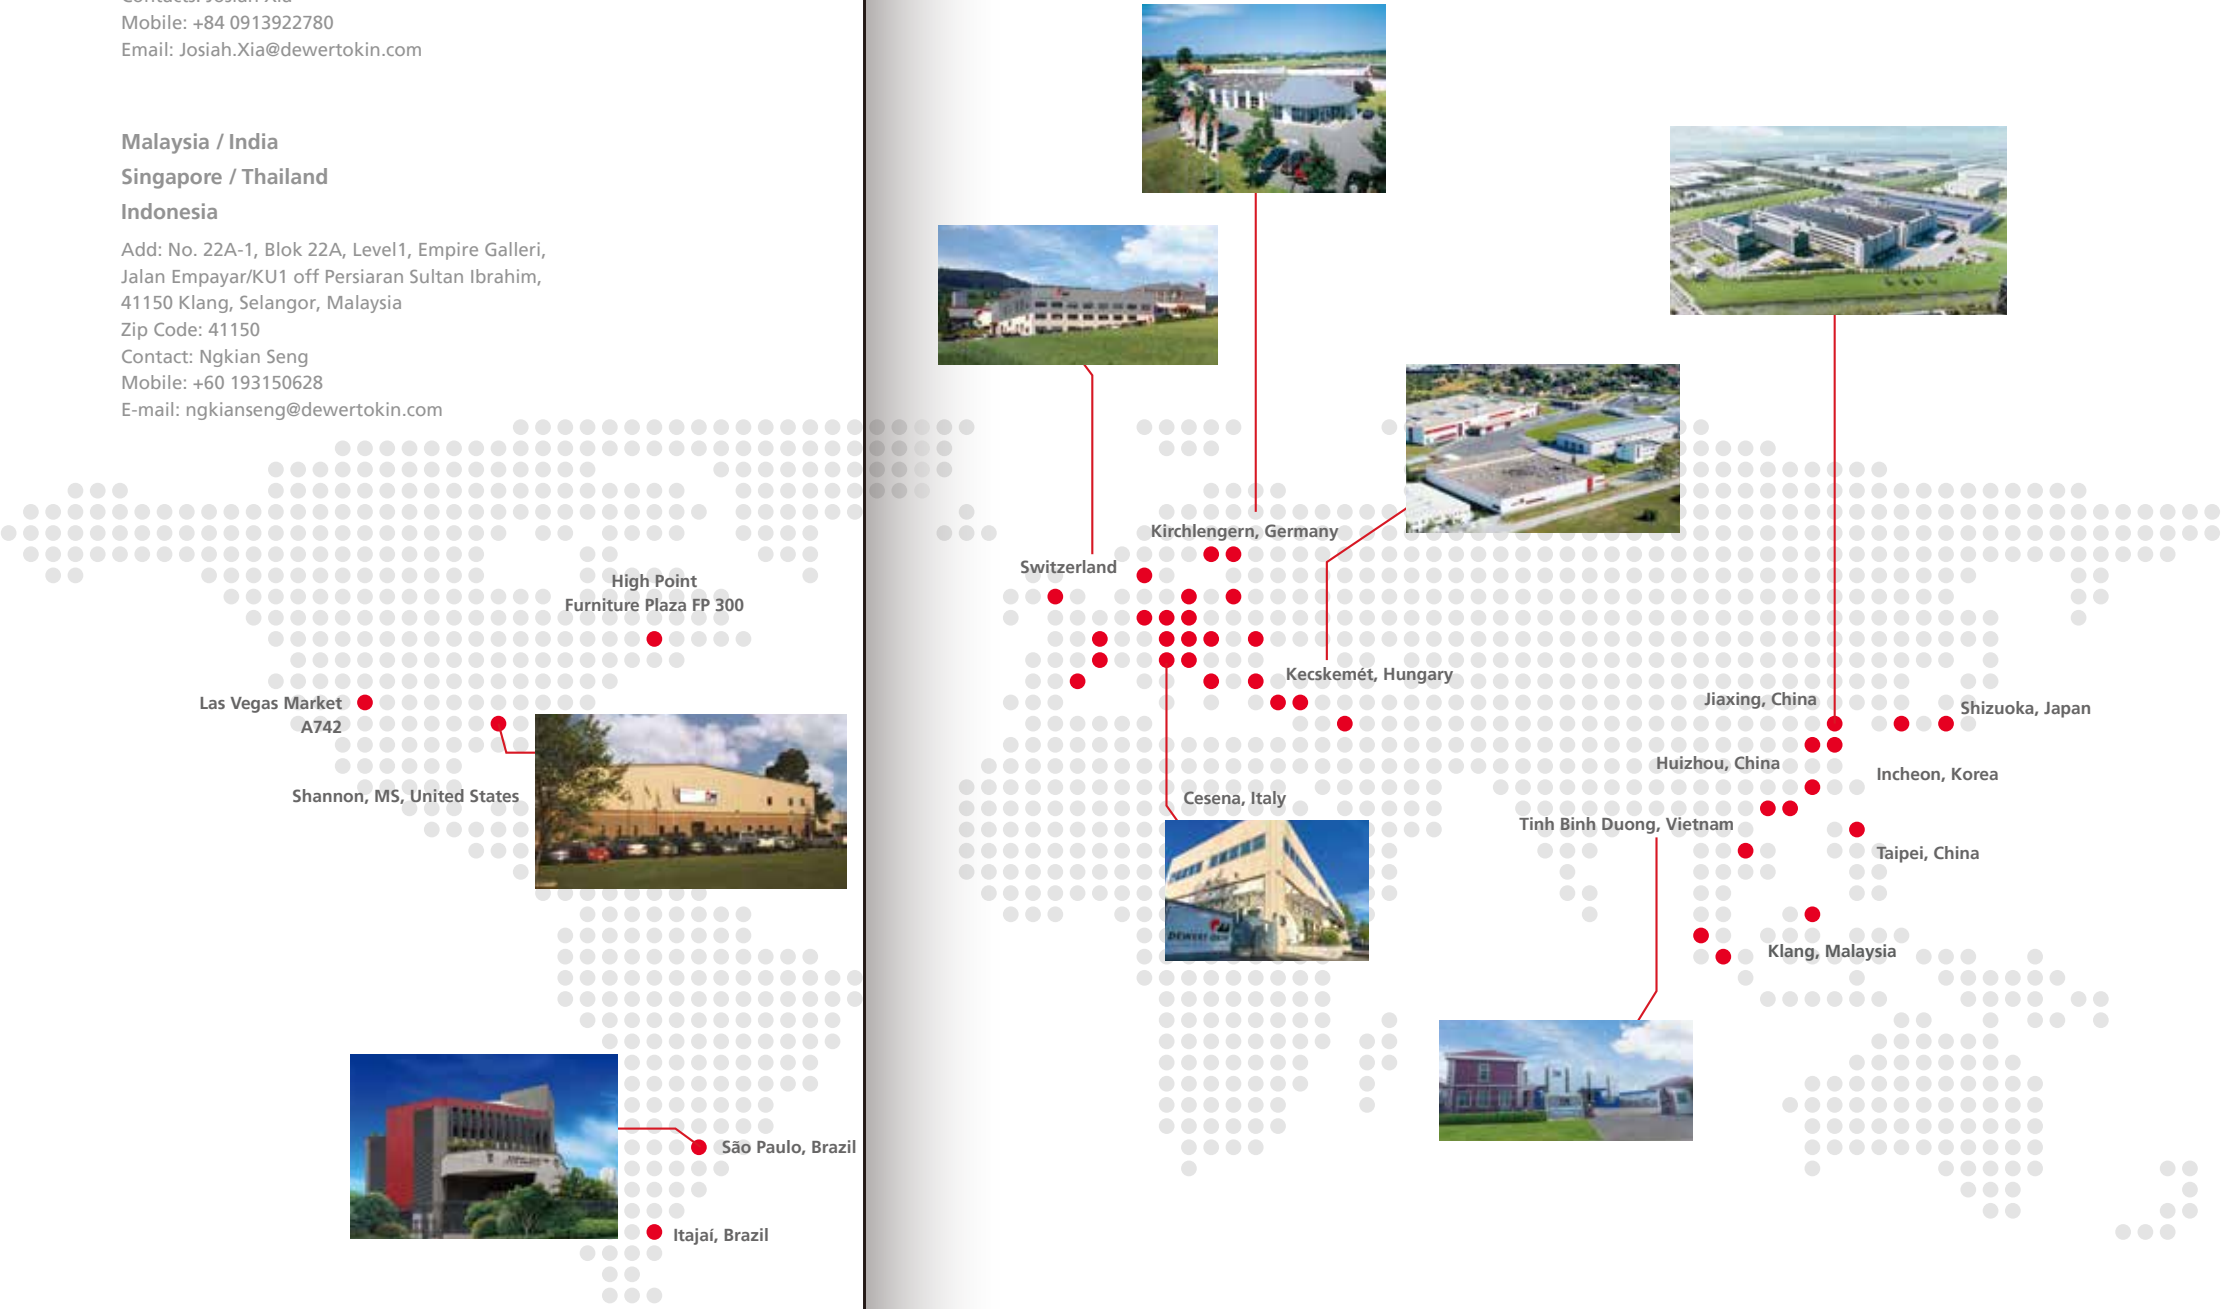 Mobile: +84 0913922780
Email: Josiah.Xia@dewertokin.com
Malaysia / India
Singapore / Thailand
Indonesia
Add: No. 22A-1, Blok 22A, Level1, Empire Galleri,
Jalan Empayar/KU1 off Persiaran Sultan Ibrahim,
41150 Klang, Selangor, Malaysia
Zip Code: 41150
Contact: Ngkian Seng
Mobile: +60 193150628
E-mail: ngkianseng@dewertokin.com
High Point
Furniture Plaza FP 300
Las Vegas Market
A742
Shannon, MS, United States
São Paulo, Brazil
Itajaí, Brazil
Kirchlengern, Germany
Switzerland
Kecskemét, Hungary
Cesena, Italy
DEWERT OKIN
Jiaxing, China
Shizuoka, Japan
Huizhou, China
Incheon, Korea
Tinh Binh Duong, Vietnam
Taipei, China
Klang, Malaysia